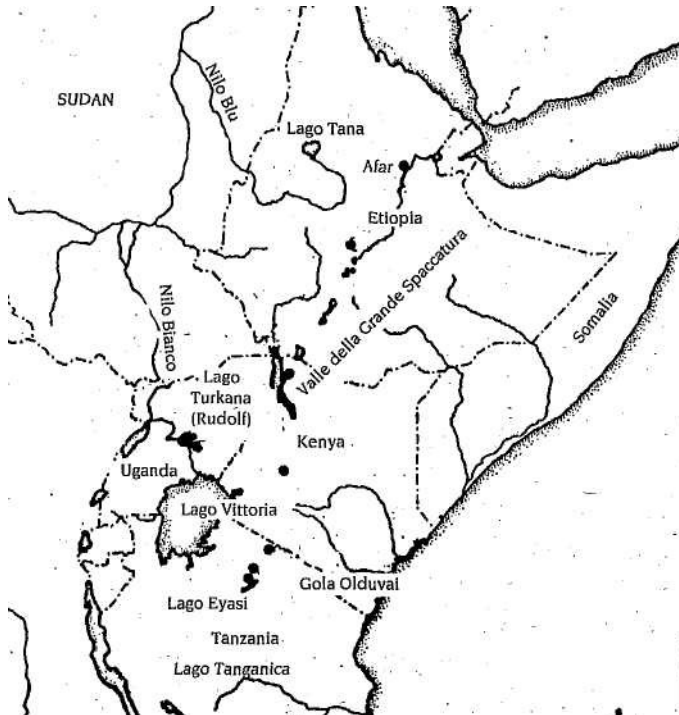 SUDAN
Nilo Blu
Lago Tana
Afar
Etiopia
Valle della Grande Spaccatura
Somalia
Nilo Bianco
Lago
Turkana
(Rudolf)
Kenya
Uganda
Lago Vittoria
Gola Olduvai
Lago Eyasi
Tanzania
Lago Tanganica